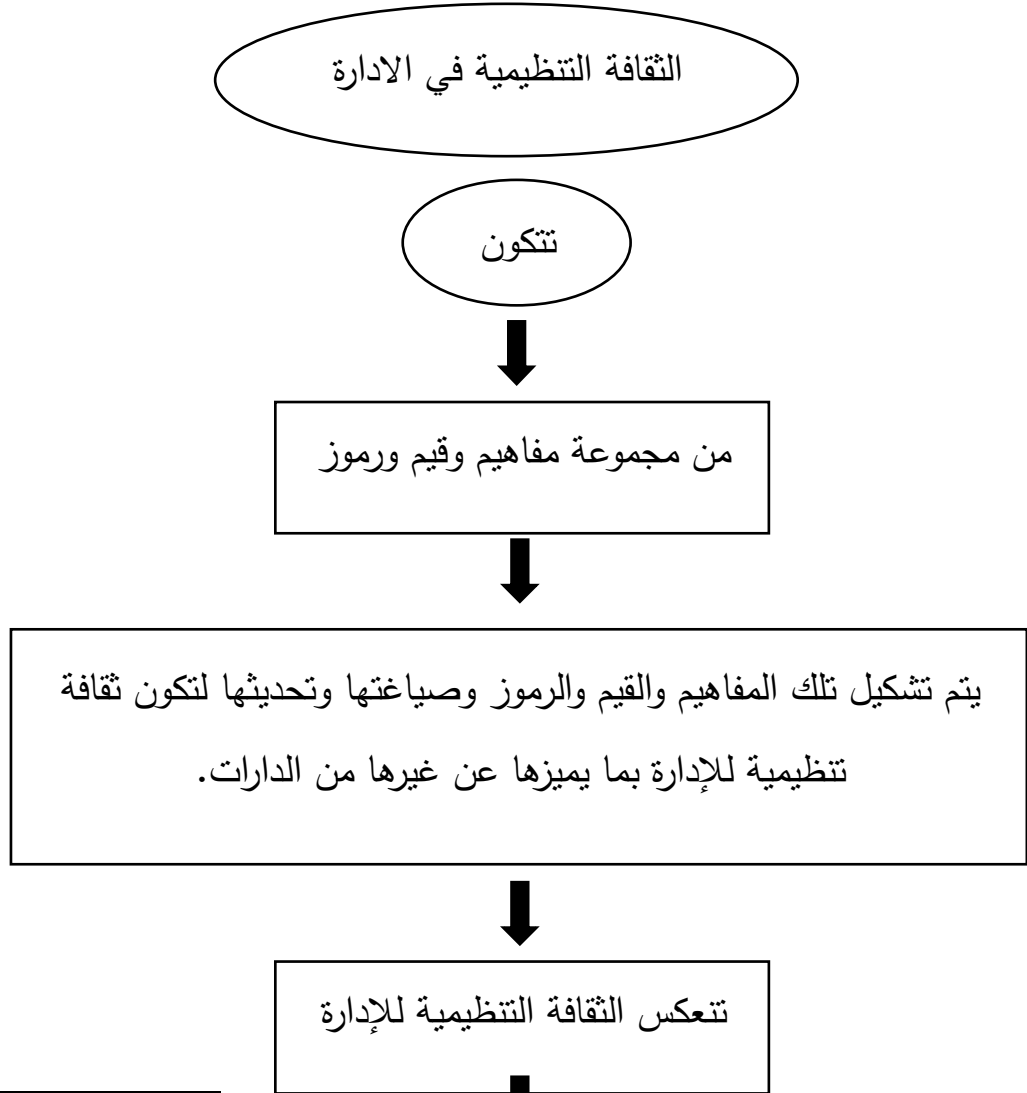 الثقافة التنظيمية في الادارة
تتكون
من مجموعة مفاهيم وقيم ورموز
يتم تشكيل تلك المفاهيم والقيم والرموز وصياغتها وتحديثها لتكون ثقافة
تنظيمية للإدارة بما يميزها عن غيرها من الدارات.
تنعكس الثقافة التنظيمية للإدارة